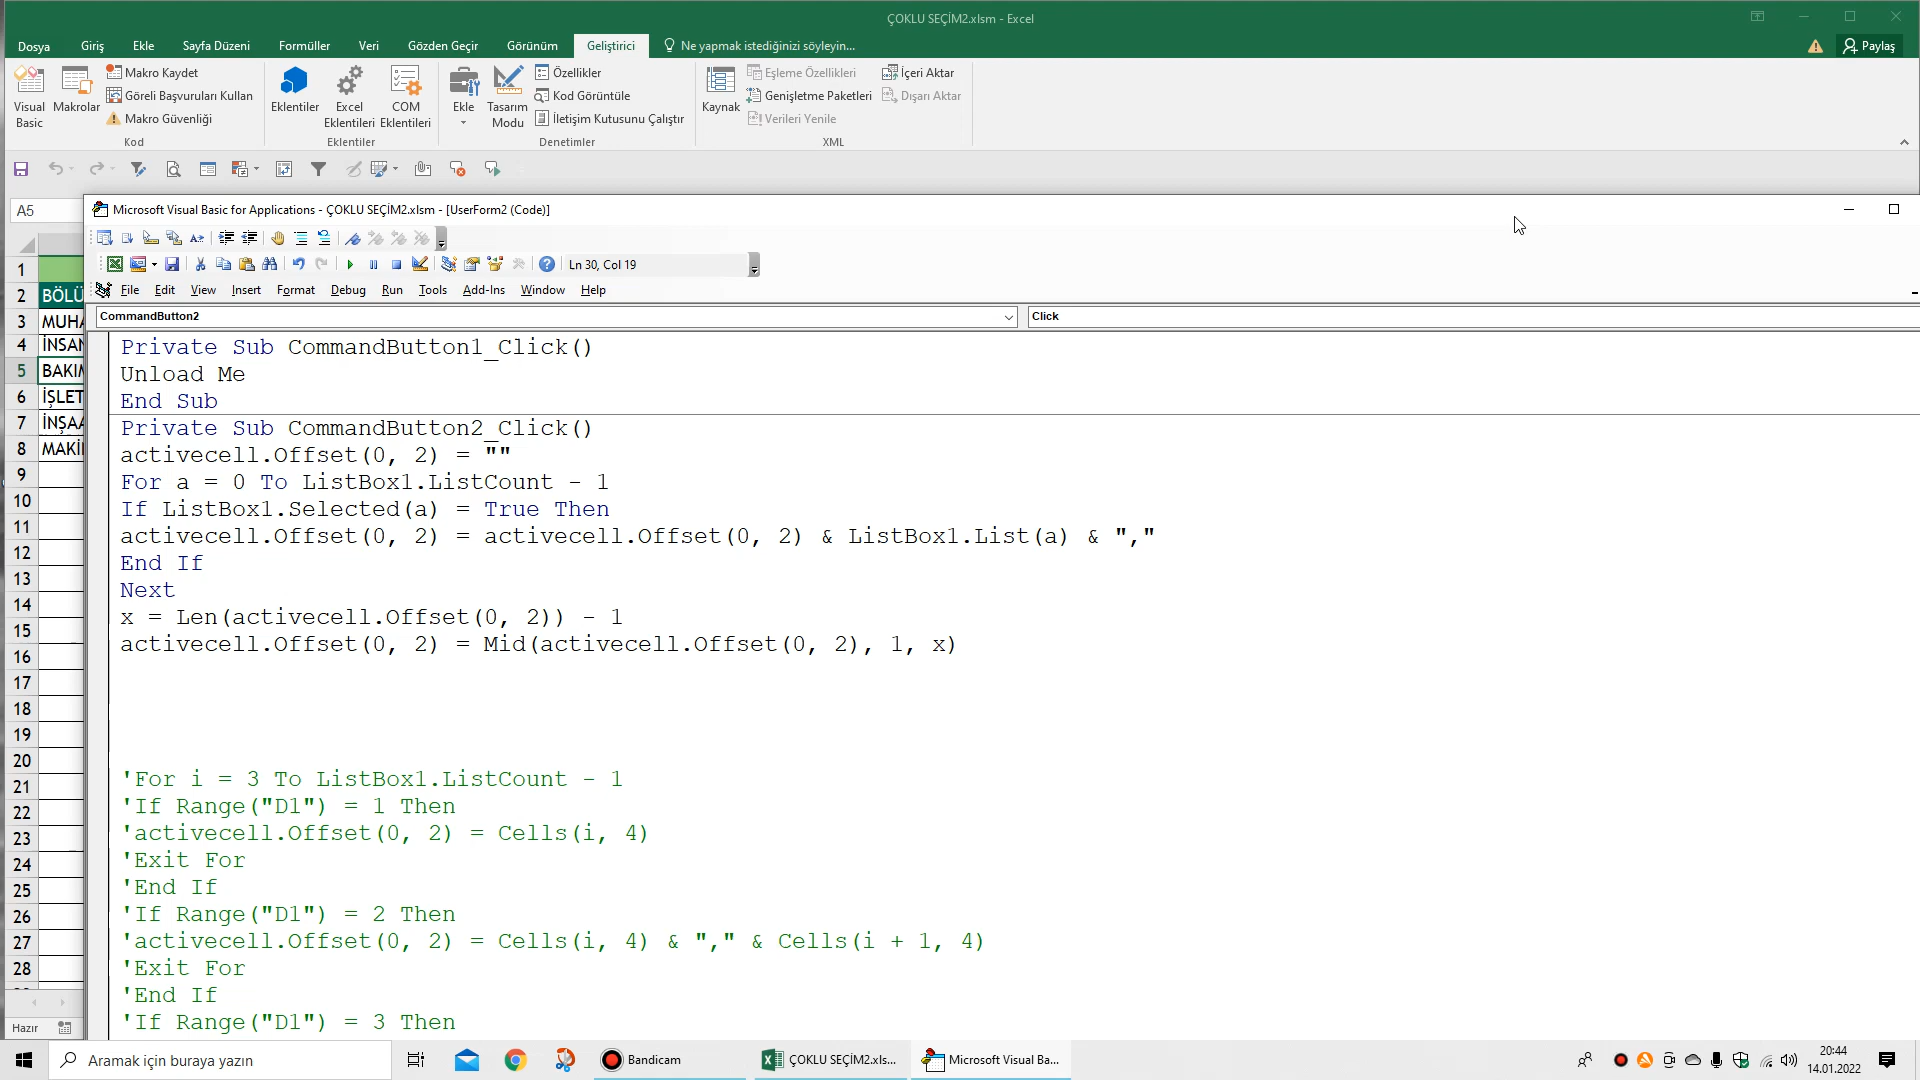 ÇOKLU SEÇİM2.xlsm - Excel
Dosya Giriş Ekle Sayfa Düzeni Formüller Veri Gözden Geçir Görünüm Geliştirici Ne yapmak istediğinizi söyleyin... Paylaş
Visual Basic
Makrolar
Makro Kaydet
Göreli Başvuruları Kullan
Makro Güvenliği
Kod
Eklentiler
Excel Eklentileri
COM Eklentileri
Eklentiler
Ekle
Tasarım Modu
Özellikler
Kod Görüntüle
İletişim Kutusunu Çalıştır
Denetimler
Kaynak
Eşleme Özellikleri
Genişletme Paketleri
Verileri Yenile
İçeri Aktar
Dışarı Aktar
XML
A5
Microsoft Visual Basic for Applications - ÇOKLU SEÇİM2.xlsm - [UserForm2 (Code)]
Ln 30, Col 19
File Edit View Insert Format Debug Run Tools Add-Ins Window Help
CommandButton2 Click
1
2 BÖLÜ
3 MUHA
4 İNSAN
5 BAKIM
6 İŞLET
7 İNŞAA
8 MAKİ
9
10
11
12
13
14
15
16
17
18
19
20
21
22
23
24
25
26
27
28
Private Sub CommandButton1_Click()
Unload Me
End Sub
Private Sub CommandButton2_Click()
activecell.Offset(0, 2) = ""
For a = 0 To ListBox1.ListCount - 1
If ListBox1.Selected(a) = True Then
activecell.Offset(0, 2) = activecell.Offset(0, 2) & ListBox1.List(a) & ","
End If
Next
x = Len(activecell.Offset(0, 2)) - 1
activecell.Offset(0, 2) = Mid(activecell.Offset(0, 2), 1, x)
'For i = 3 To ListBox1.ListCount - 1
'If Range("D1") = 1 Then
'activecell.Offset(0, 2) = Cells(i, 4)
'Exit For
'End If
'If Range("D1") = 2 Then
'activecell.Offset(0, 2) = Cells(i, 4) & "," & Cells(i + 1, 4)
'Exit For
'End If
'If Range("D1") = 3 Then
Hazır
Aramak için buraya yazın
Bandicam
ÇOKLU SEÇİM2.xls...
Microsoft Visual Ba...
20:44
14.01.2022